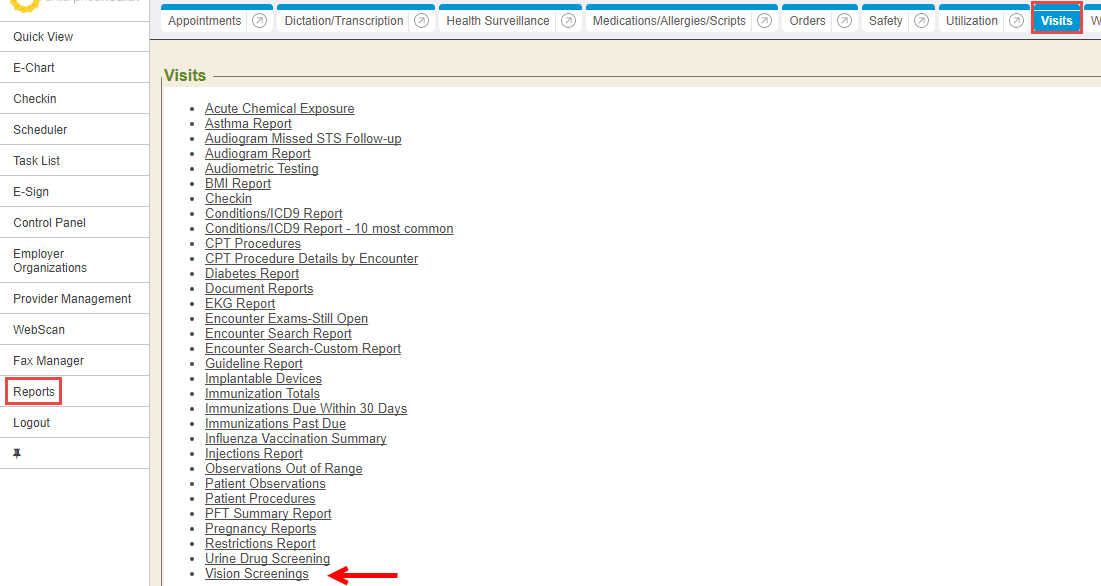 Appointments
Dictation/Transcription
Health Surveillance
Medications/Allergies/Scripts
Orders
Safety
Utilization
Visits
Quick View
E-Chart
Checkin
Scheduler
Task List
E-Sign
Control Panel
Employer
Organizations
Provider Management
WebScan
Fax Manager
Reports
Logout
Visits
Acute Chemical Exposure
Asthma Report
Audiogram Missed STS Follow-up
Audiogram Report
Audiometric Testing
BMI Report
Checkin
Conditions/ICD9 Report
Conditions/ICD9 Report - 10 most common
CPT Procedures
CPT Procedure Details by Encounter
Diabetes Report
Document Reports
EKG Report
Encounter Exams-Still Open
Encounter Search Report
Encounter Search-Custom Report
Guideline Report
Implantable Devices
Immunization Totals
Immunizations Due Within 30 Days
Immunizations Past Due
Influenza Vaccination Summary
Injections Report
Observations Out of Range
Patient Observations
Patient Procedures
PFT Summary Report
Pregnancy Reports
Restrictions Report
Urine Drug Screening
Vision Screenings